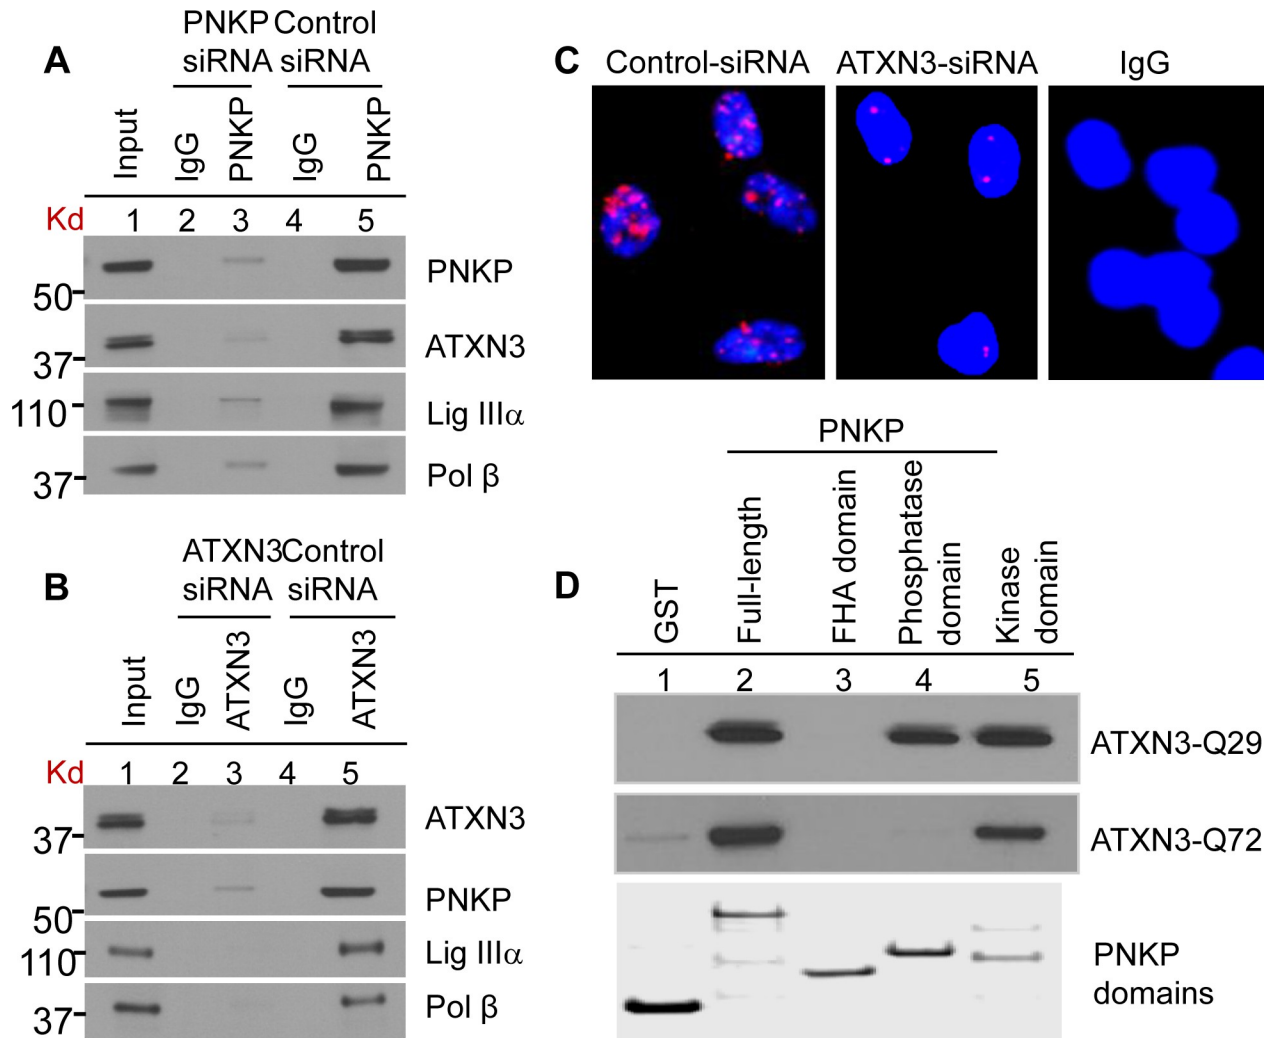 A
PNKP Control
siRNA siRNA
Input
IgG
PNKP
IgG
PNKP
Kd 1 2 3 4 5
50
PNKP
37
ATXN3
110
Lig IIIα
37
Pol β
B
ATXN3 Control
siRNA siRNA
Input
IgG
ATXN3
IgG
ATXN3
Kd 1 2 3 4 5
37
ATXN3
50
PNKP
110
Lig IIIα
37
Pol β
C
Control-siRNA ATXN3-siRNA IgG
D
PNKP
GST
Full-length
FHA domain
Phosphatase
domain
Kinase
domain
1 2 3 4 5
ATXN3-Q29
ATXN3-Q72
PNKP
domains